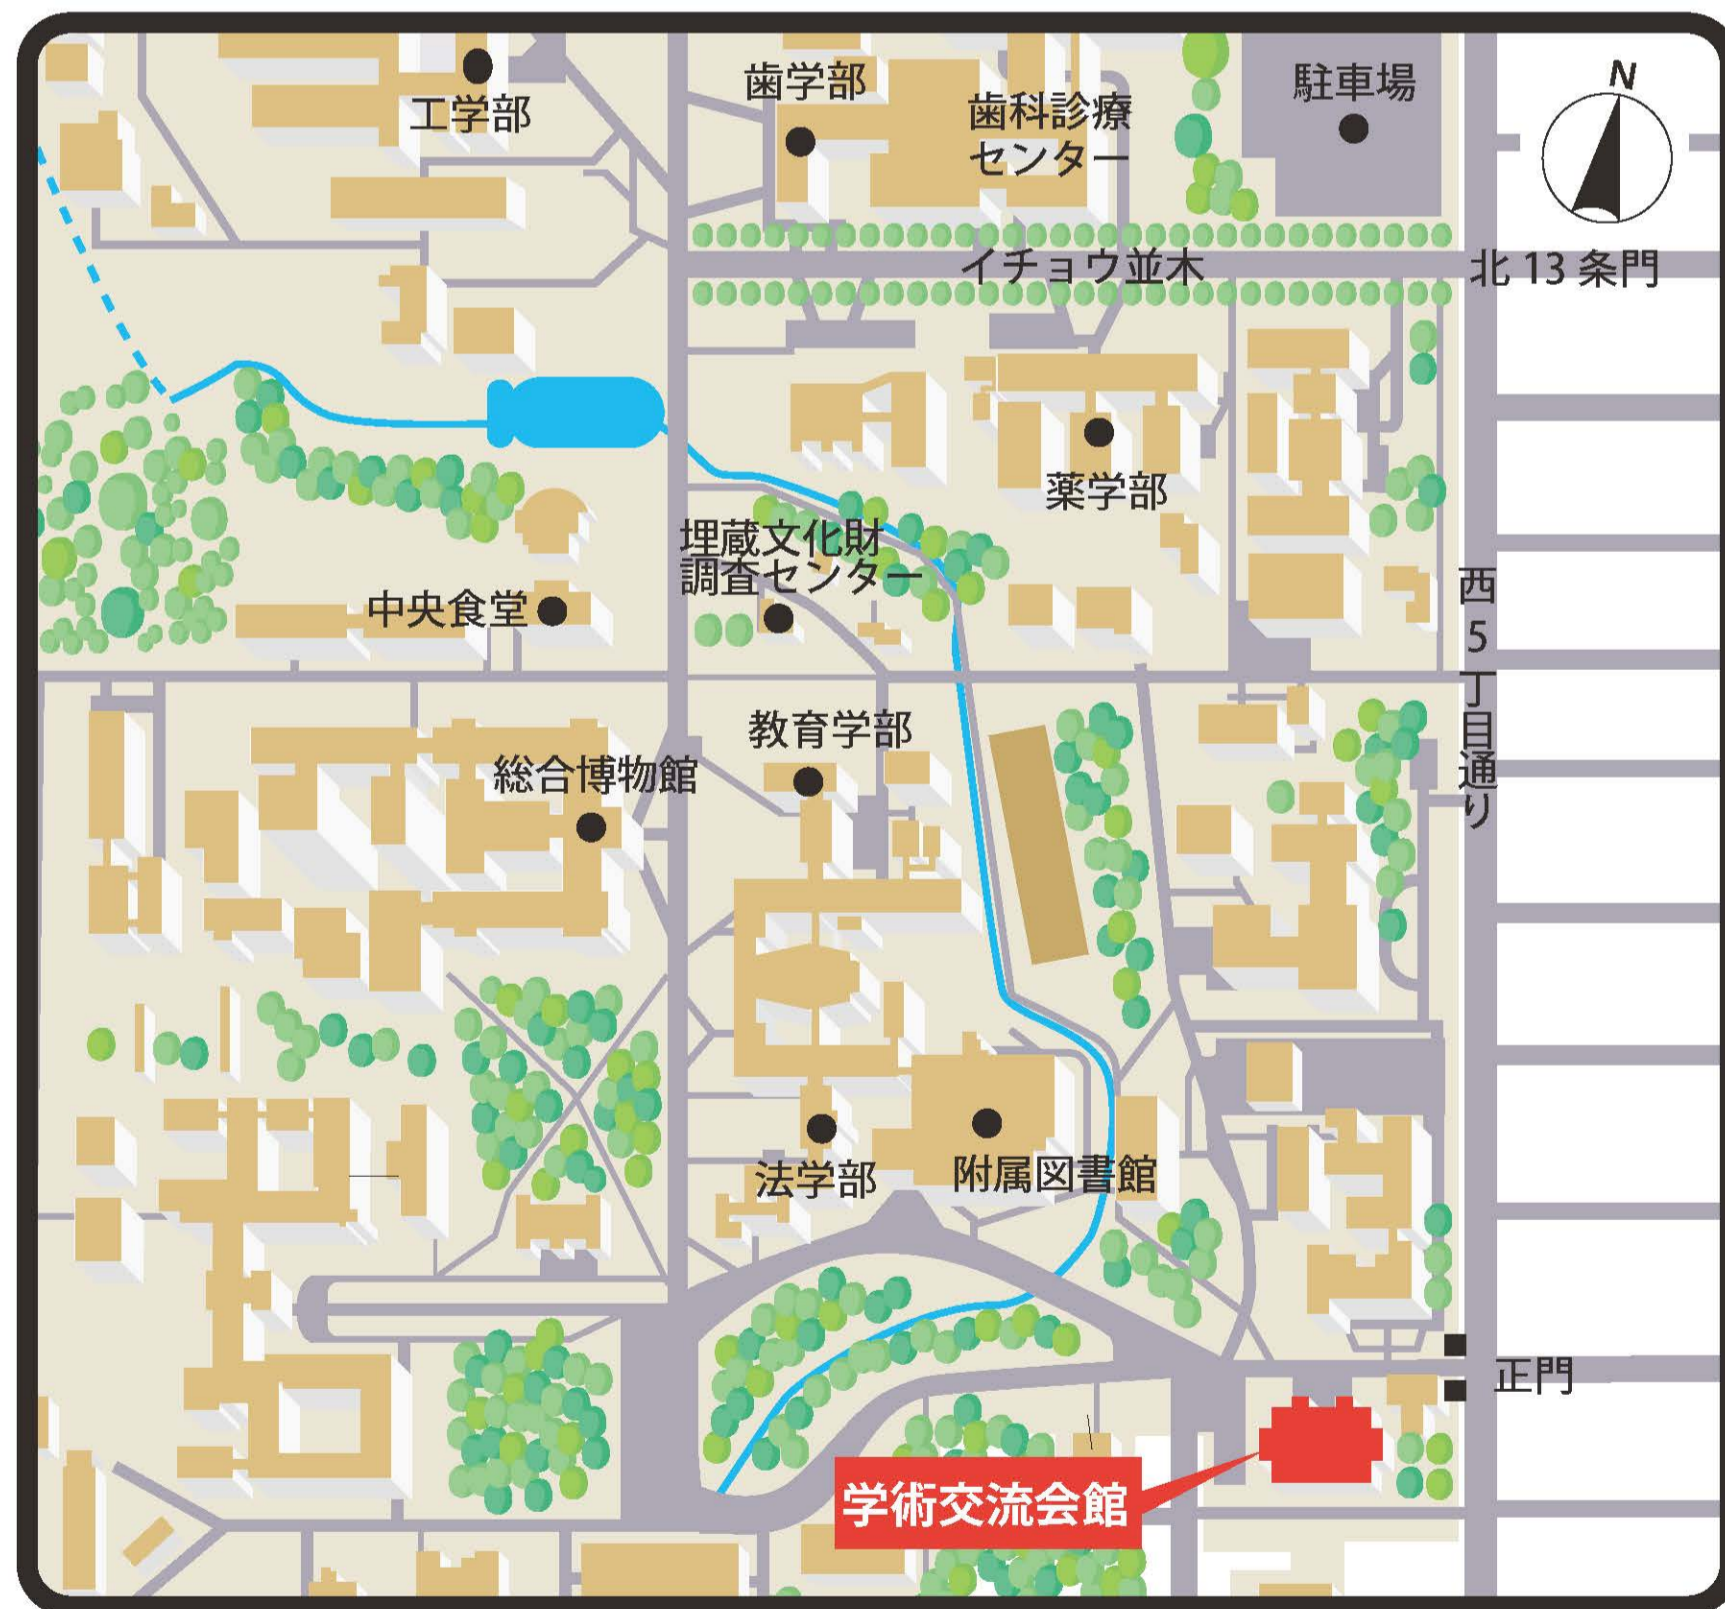 工学部
歯学部
歯科診療
センター
駐車場
N
イチョウ並木
北13条門
薬学部
埋蔵文化財
調査センター
中央食堂
西5丁目通り
教育学部
総合博物館
法学部
附属図書館
正門
学術交流会館